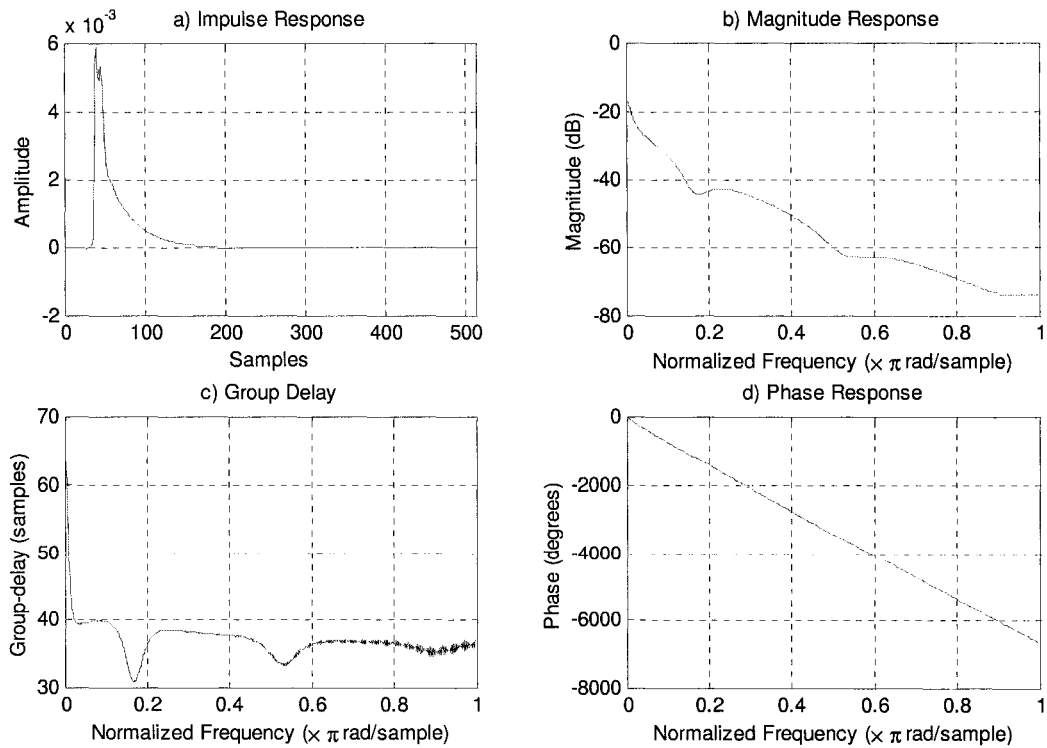 a) Impulse Response
x 10⁻³
6
4
2
0
-2
Amplitude
0 100 200 300 400 500
Samples
b) Magnitude Response
0
-20
-40
-60
-80
Magnitude (dB)
0 0.2 0.4 0.6 0.8 1
Normalized Frequency (× π rad/sample)
c) Group Delay
70
60
50
40
30
Group-delay (samples)
0 0.2 0.4 0.6 0.8 1
Normalized Frequency (× π rad/sample)
d) Phase Response
0
-2000
-4000
-6000
-8000
Phase (degrees)
0 0.2 0.4 0.6 0.8 1
Normalized Frequency (× π rad/sample)